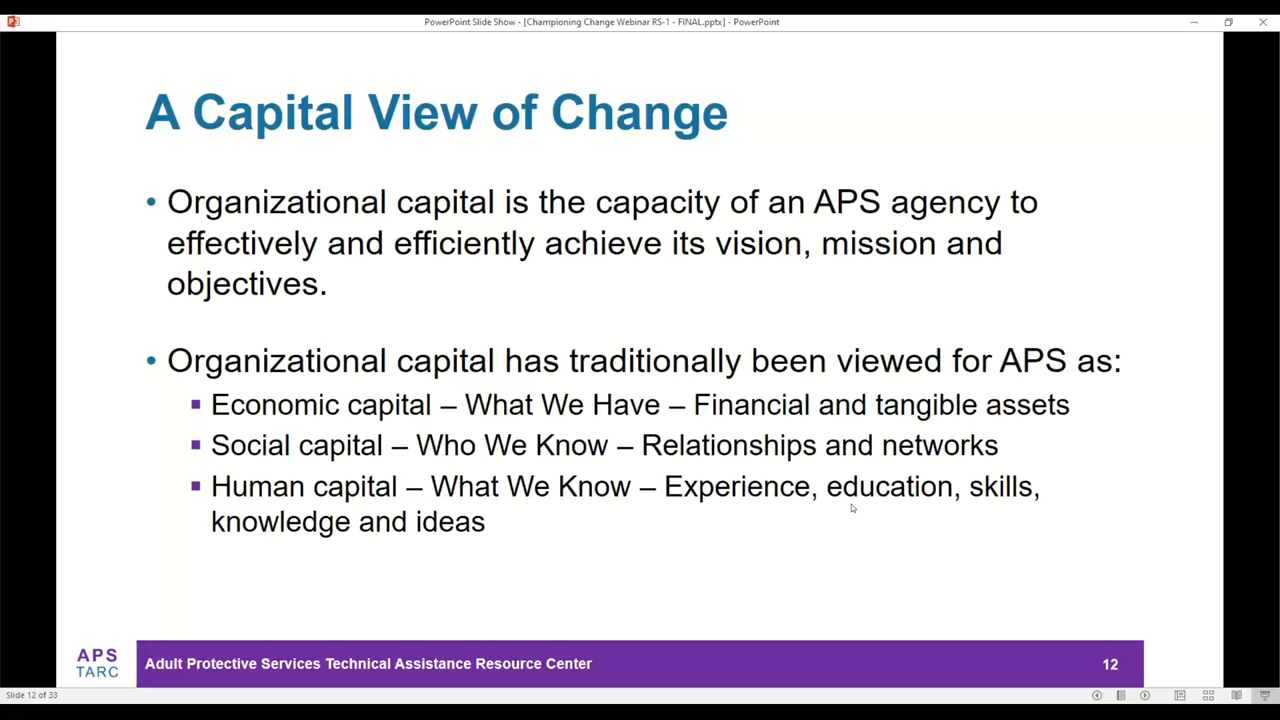 PowerPoint Slide Show - [Championing Change Webinar RS-1 - FINAL.pptx] - PowerPoint
A Capital View of Change
• Organizational capital is the capacity of an APS agency to
effectively and efficiently achieve its vision, mission and
objectives.
• Organizational capital has traditionally been viewed for APS as:
▪ Economic capital – What We Have – Financial and tangible assets
▪ Social capital – Who We Know – Relationships and networks
▪ Human capital – What We Know – Experience, education, skills,
knowledge and ideas
APS
TARC
Adult Protective Services Technical Assistance Resource Center
12
Slide 12 of 33